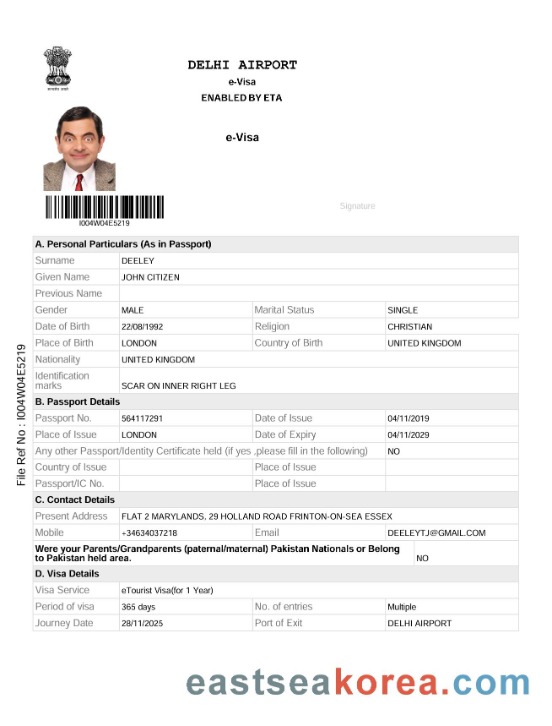 DELHI AIRPORT
e-Visa
ENABLED BY ETA
e-Visa
I004W04E5219
Signature
File Ref No : I004W04E5219
A. Personal Particulars (As in Passport)
Surname DEELEY
Given Name JOHN CITIZEN
Previous Name
Gender MALE Marital Status SINGLE
Date of Birth 22/08/1992 Religion CHRISTIAN
Place of Birth LONDON Country of Birth UNITED KINGDOM
Nationality UNITED KINGDOM
Identification
marks SCAR ON INNER RIGHT LEG
B. Passport Details
Passport No. 564117291 Date of Issue 04/11/2019
Place of Issue LONDON Date of Expiry 04/11/2029
Any other Passport/Identity Certificate held (if yes ,please fill in the following) NO
Country of Issue Place of Issue
Passport/IC No. Place of Issue
C. Contact Details
Present Address FLAT 2 MARYLANDS, 29 HOLLAND ROAD FRINTON-ON-SEA ESSEX
Mobile +34634037218 Email DEELEYTJ@GMAIL.COM
Were your Parents/Grandparents (paternal/maternal) Pakistan Nationals or Belong
to Pakistan held area. NO
D. Visa Details
Visa Service eTourist Visa(for 1 Year)
Period of visa 365 days No. of entries Multiple
Journey Date 28/11/2025 Port of Exit DELHI AIRPORT
eastseakorea.com